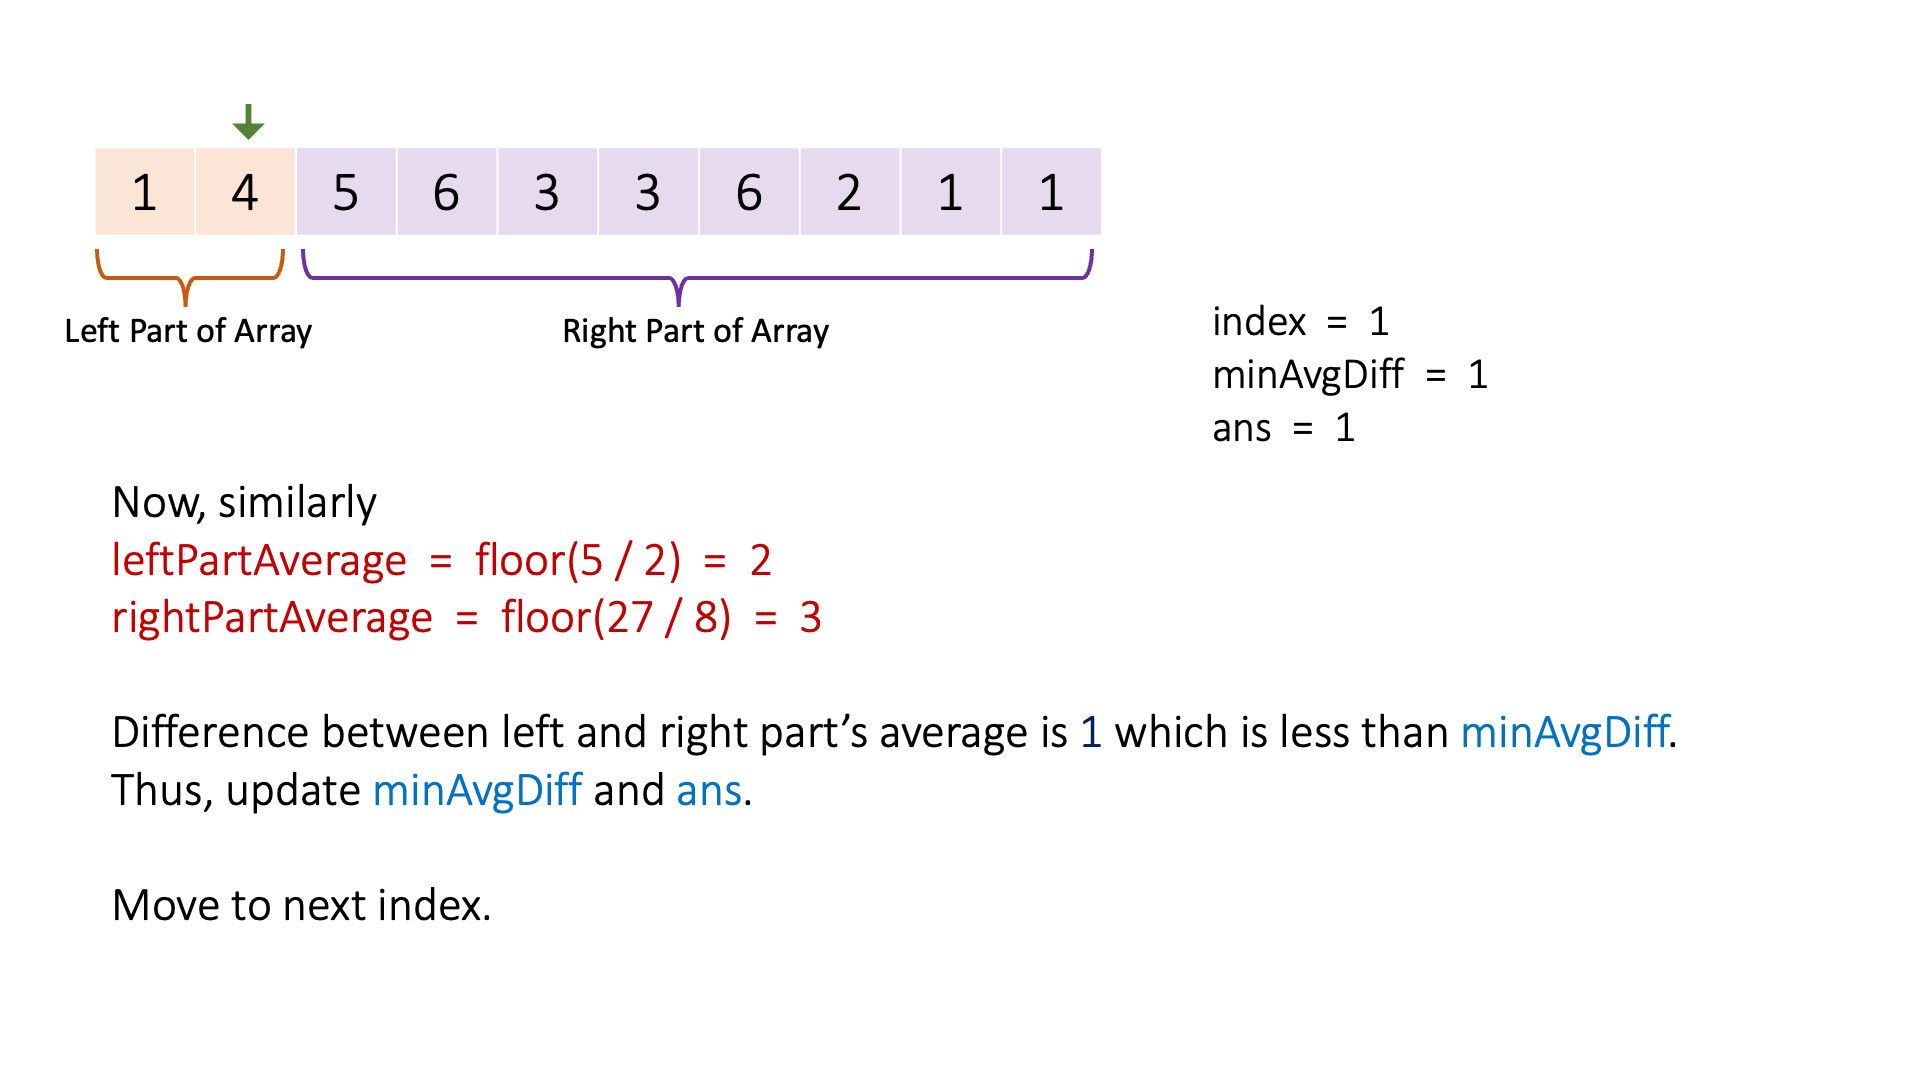 1 4 5 6 3 3 6 2 1 1
Left Part of Array
Right Part of Array
index = 1
minAvgDiff = 1
ans = 1
Now, similarly
leftPartAverage = floor(5 / 2) = 2
rightPartAverage = floor(27 / 8) = 3
Difference between left and right part’s average is 1 which is less than minAvgDiff.
Thus, update minAvgDiff and ans.
Move to next index.